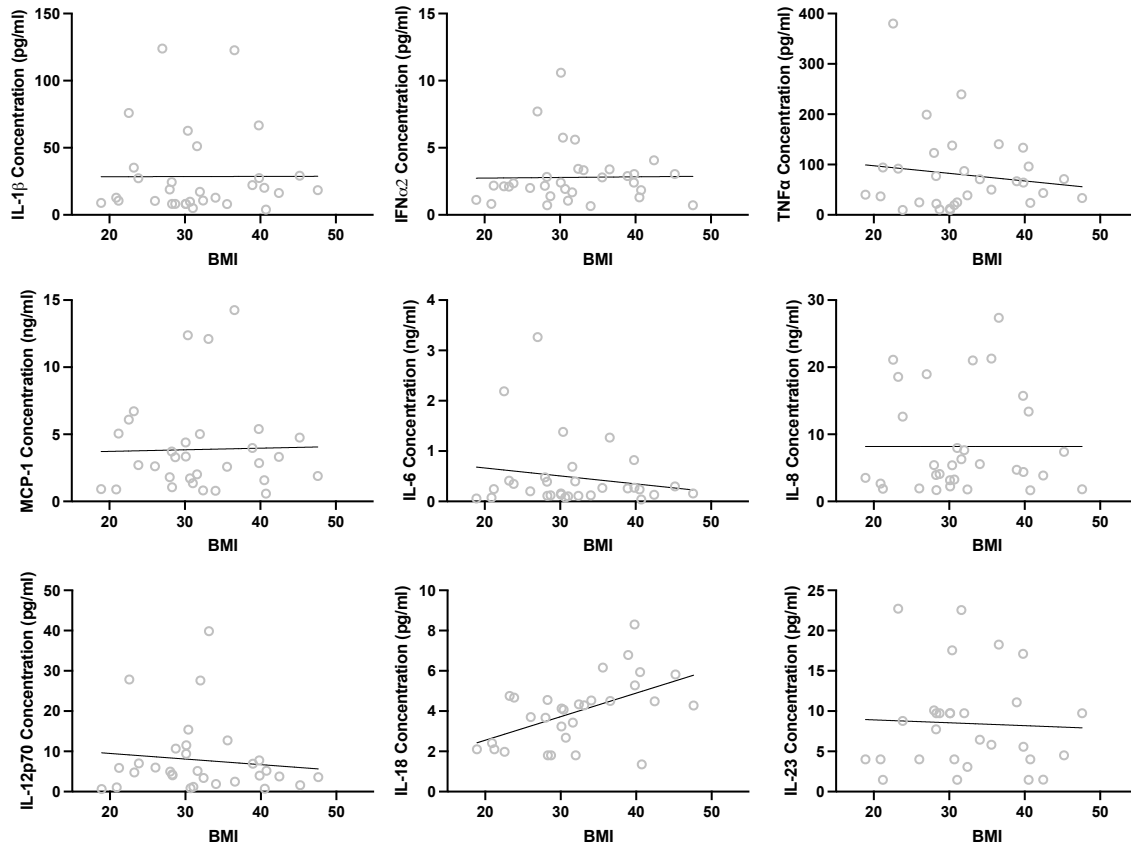 IL-1β Concentration (pg/ml)
150
100
50
0
20 30 40 50
BMI
IFNα2 Concentration (pg/ml)
15
10
5
0
20 30 40 50
BMI
TNFα Concentration (pg/ml)
400
300
200
100
0
20 30 40 50
BMI
MCP-1 Concentration (ng/ml)
15
10
5
0
20 30 40 50
BMI
IL-6 Concentration (ng/ml)
4
3
2
1
0
20 30 40 50
BMI
IL-8 Concentration (ng/ml)
30
20
10
0
20 30 40 50
BMI
IL-12p70 Concentration (pg/ml)
50
40
30
20
10
0
20 30 40 50
BMI
IL-18 Concentration (pg/ml)
10
8
6
4
2
0
20 30 40 50
BMI
IL-23 Concentration (pg/ml)
25
20
15
10
5
0
20 30 40 50
BMI